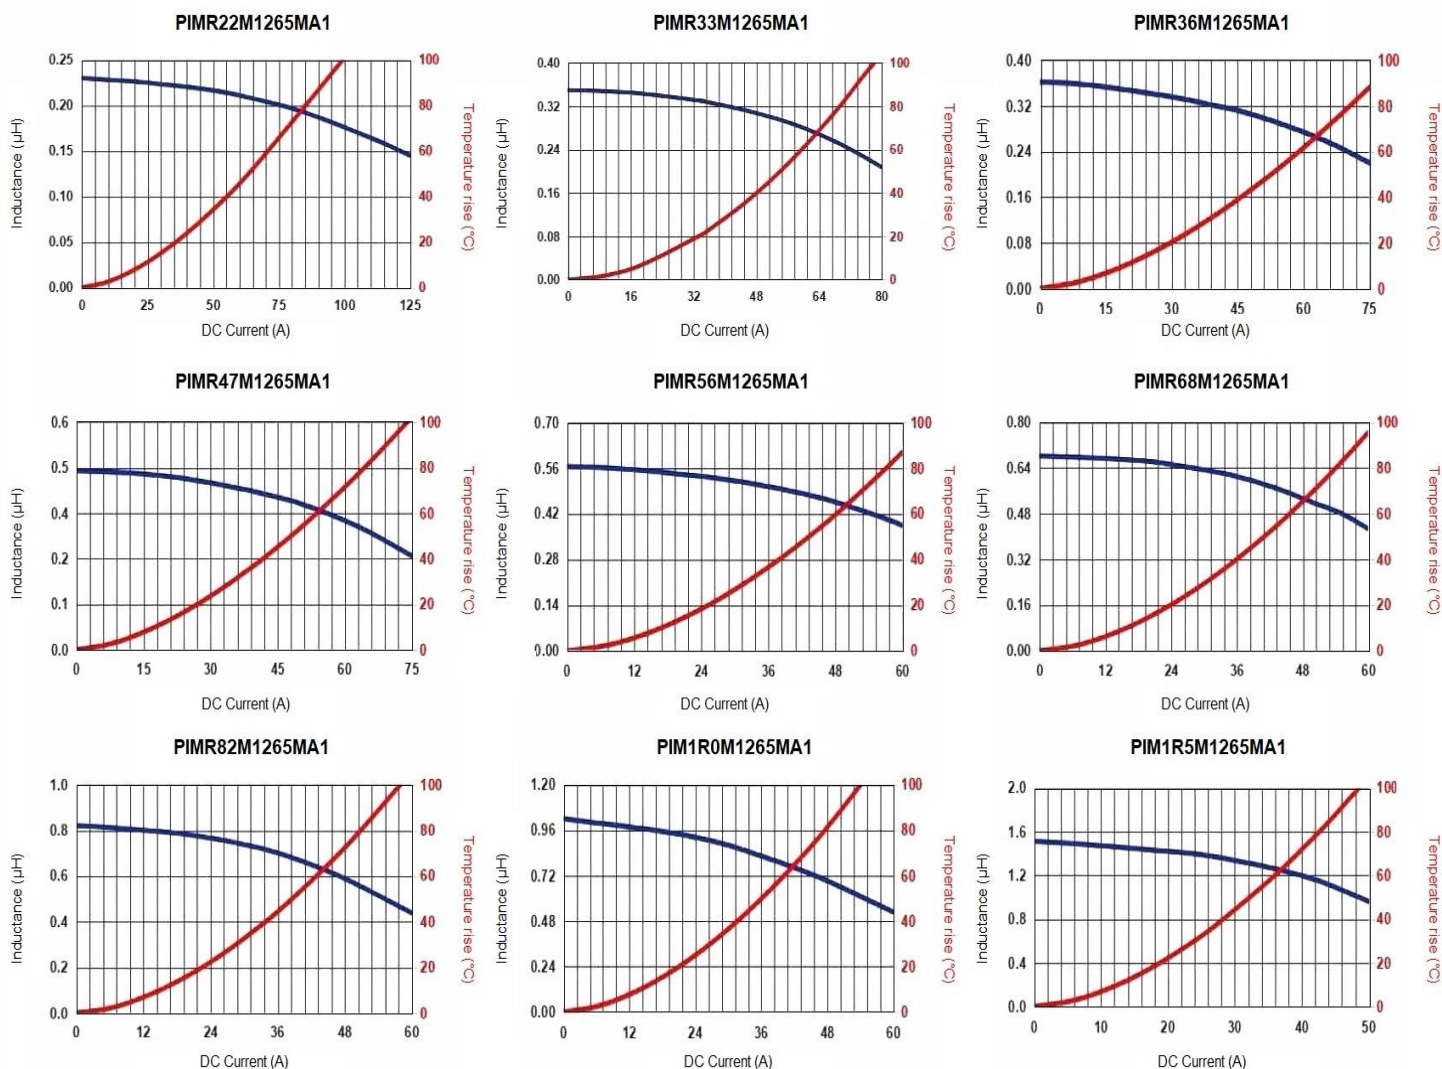 PIMR22M1265MA1
PIMR33M1265MA1
PIMR36M1265MA1
0.25
0.20
0.15
0.10
0.05
0.00
Inductance (µH)
100
80
60
40
20
0
Temperature rise (°C)
0 25 50 75 100 125
DC Current (A)
0.40
0.32
0.24
0.16
0.08
0.00
Inductance (µH)
100
80
60
40
20
0
Temperature rise (°C)
0 16 32 48 64 80
DC Current (A)
0.40
0.32
0.24
0.16
0.08
0.00
Inductance (µH)
100
80
60
40
20
0
Temperature rise (°C)
0 15 30 45 60 75
DC Current (A)
PIMR47M1265MA1
PIMR56M1265MA1
PIMR68M1265MA1
0.6
0.5
0.4
0.2
0.1
0.0
Inductance (µH)
100
80
60
40
20
0
Temperature rise (°C)
0 15 30 45 60 75
DC Current (A)
0.70
0.56
0.42
0.28
0.14
0.00
Inductance (µH)
100
80
60
40
20
0
Temperature rise (°C)
0 12 24 36 48 60
DC Current (A)
0.80
0.64
0.48
0.32
0.16
0.00
Inductance (µH)
100
80
60
40
20
0
Temperature rise (°C)
0 12 24 36 48 60
DC Current (A)
PIMR82M1265MA1
PIM1R0M1265MA1
PIM1R5M1265MA1
1.0
0.8
0.6
0.4
0.2
0.0
Inductance (µH)
100
80
60
40
20
0
Temperature rise (°C)
0 12 24 36 48 60
DC Current (A)
1.20
0.96
0.72
0.48
0.24
0.00
Inductance (µH)
100
80
60
40
20
0
Temperature rise (°C)
0 12 24 36 48 60
DC Current (A)
2.0
1.6
1.2
0.8
0.4
0.0
Inductance (µH)
100
80
60
40
20
0
Temperature rise (°C)
0 10 20 30 40 50
DC Current (A)